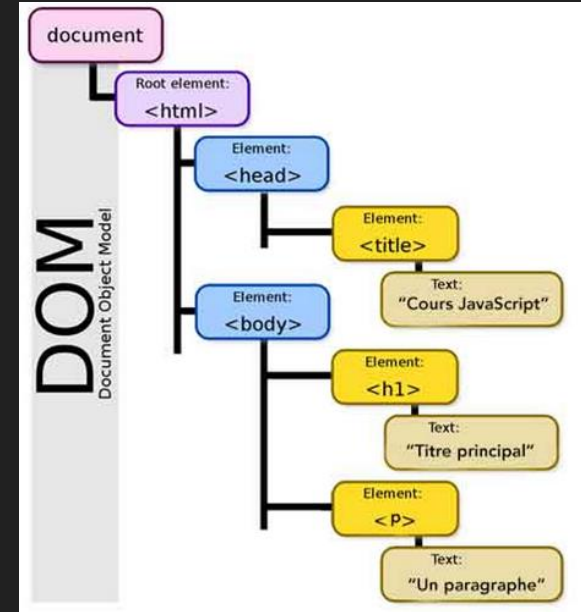 document
Root element:
<html>
Element:
<head>
Element:
<title>
Text:
“Cours JavaScript”
Element:
<body>
Element:
<h1>
Text:
“Titre principal”
Element:
<P>
Text:
“Un paragraphe”
DOM
Document Object Model